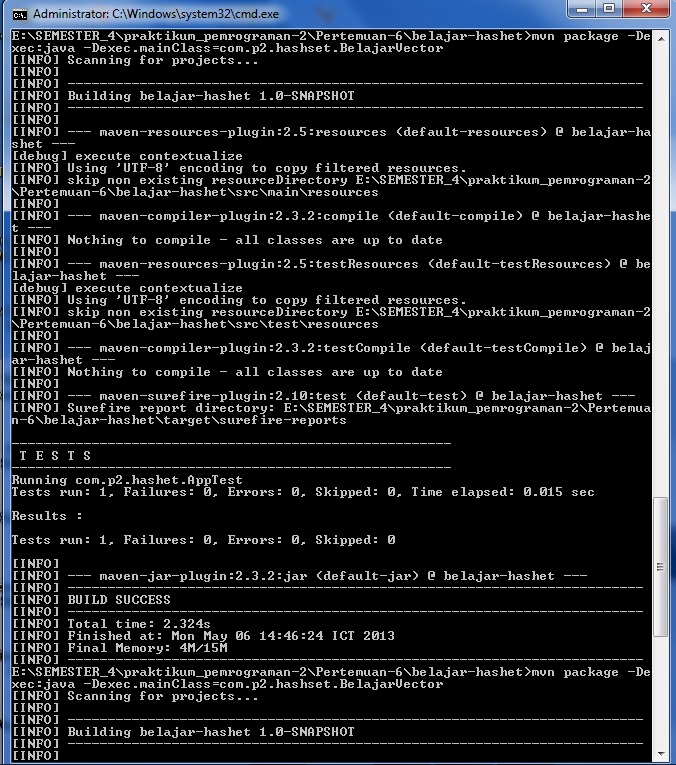 Administrator: C:\Windows\system32\cmd.exe
E:\SEMESTER_4\praktikum_pemrograman-2\Pertemuan-6\belajar-hashet>mvn package -De
xec:java -Dexec.mainClass=com.p2.hashset.BelajarVector
[INFO] Scanning for projects...
[INFO]
[INFO] ------------------------------------------------------------------------
[INFO] Building belajar-hashet 1.0-SNAPSHOT
[INFO] ------------------------------------------------------------------------
[INFO]
[INFO] --- maven-resources-plugin:2.5:resources (default-resources) @ belajar-ha
shet ---
[debug] execute contextualize
[INFO] Using 'UTF-8' encoding to copy filtered resources.
[INFO] skip non existing resourceDirectory E:\SEMESTER_4\praktikum_pemrograman-2
\Pertemuan-6\belajar-hashet\src\main\resources
[INFO]
[INFO] --- maven-compiler-plugin:2.3.2:compile (default-compile) @ belajar-hashe
t ---
[INFO] Nothing to compile - all classes are up to date
[INFO]
[INFO] --- maven-resources-plugin:2.5:testResources (default-testResources) @ be
lajar-hashet ---
[debug] execute contextualize
[INFO] Using 'UTF-8' encoding to copy filtered resources.
[INFO] skip non existing resourceDirectory E:\SEMESTER_4\praktikum_pemrograman-2
\Pertemuan-6\belajar-hashet\src\test\resources
[INFO]
[INFO] --- maven-compiler-plugin:2.3.2:testCompile (default-testCompile) @ belaj
ar-hashet ---
[INFO] Nothing to compile - all classes are up to date
[INFO]
[INFO] --- maven-surefire-plugin:2.10:test (default-test) @ belajar-hashet ---
[INFO] Surefire report directory: E:\SEMESTER_4\praktikum_pemrograman-2\Pertemua
n-6\belajar-hashet\target\surefire-reports
-------------------------------------------------------
T E S T S
-------------------------------------------------------
Running com.p2.hashet.AppTest
Tests run: 1, Failures: 0, Errors: 0, Skipped: 0, Time elapsed: 0.015 sec
Results :
Tests run: 1, Failures: 0, Errors: 0, Skipped: 0
[INFO]
[INFO] --- maven-jar-plugin:2.3.2:jar (default-jar) @ belajar-hashet ---
[INFO] ------------------------------------------------------------------------
[INFO] BUILD SUCCESS
[INFO] ------------------------------------------------------------------------
[INFO] Total time: 2.324s
[INFO] Finished at: Mon May 06 14:46:24 ICT 2013
[INFO] Final Memory: 4M/15M
[INFO] ------------------------------------------------------------------------
E:\SEMESTER_4\praktikum_pemrograman-2\Pertemuan-6\belajar-hashet>mvn package -De
xec:java -Dexec.mainClass=com.p2.hashset.BelajarVector
[INFO] Scanning for projects...
[INFO]
[INFO] ------------------------------------------------------------------------
[INFO] Building belajar-hashet 1.0-SNAPSHOT
[INFO] ------------------------------------------------------------------------
[INFO]